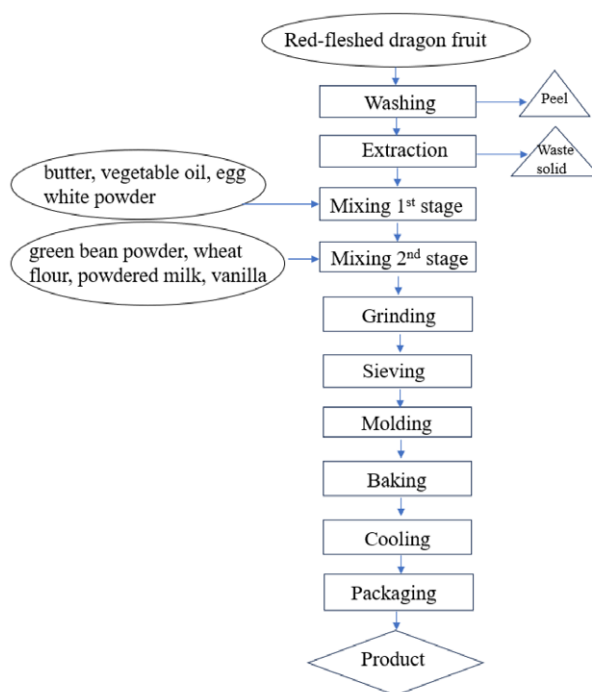 Red-fleshed dragon fruit
Washing
Peel
Extraction
Waste
solid
butter, vegetable oil, egg
white powder
Mixing 1st stage
green bean powder, wheat
flour, powdered milk, vanilla
Mixing 2nd stage
Grinding
Sieving
Molding
Baking
Cooling
Packaging
Product